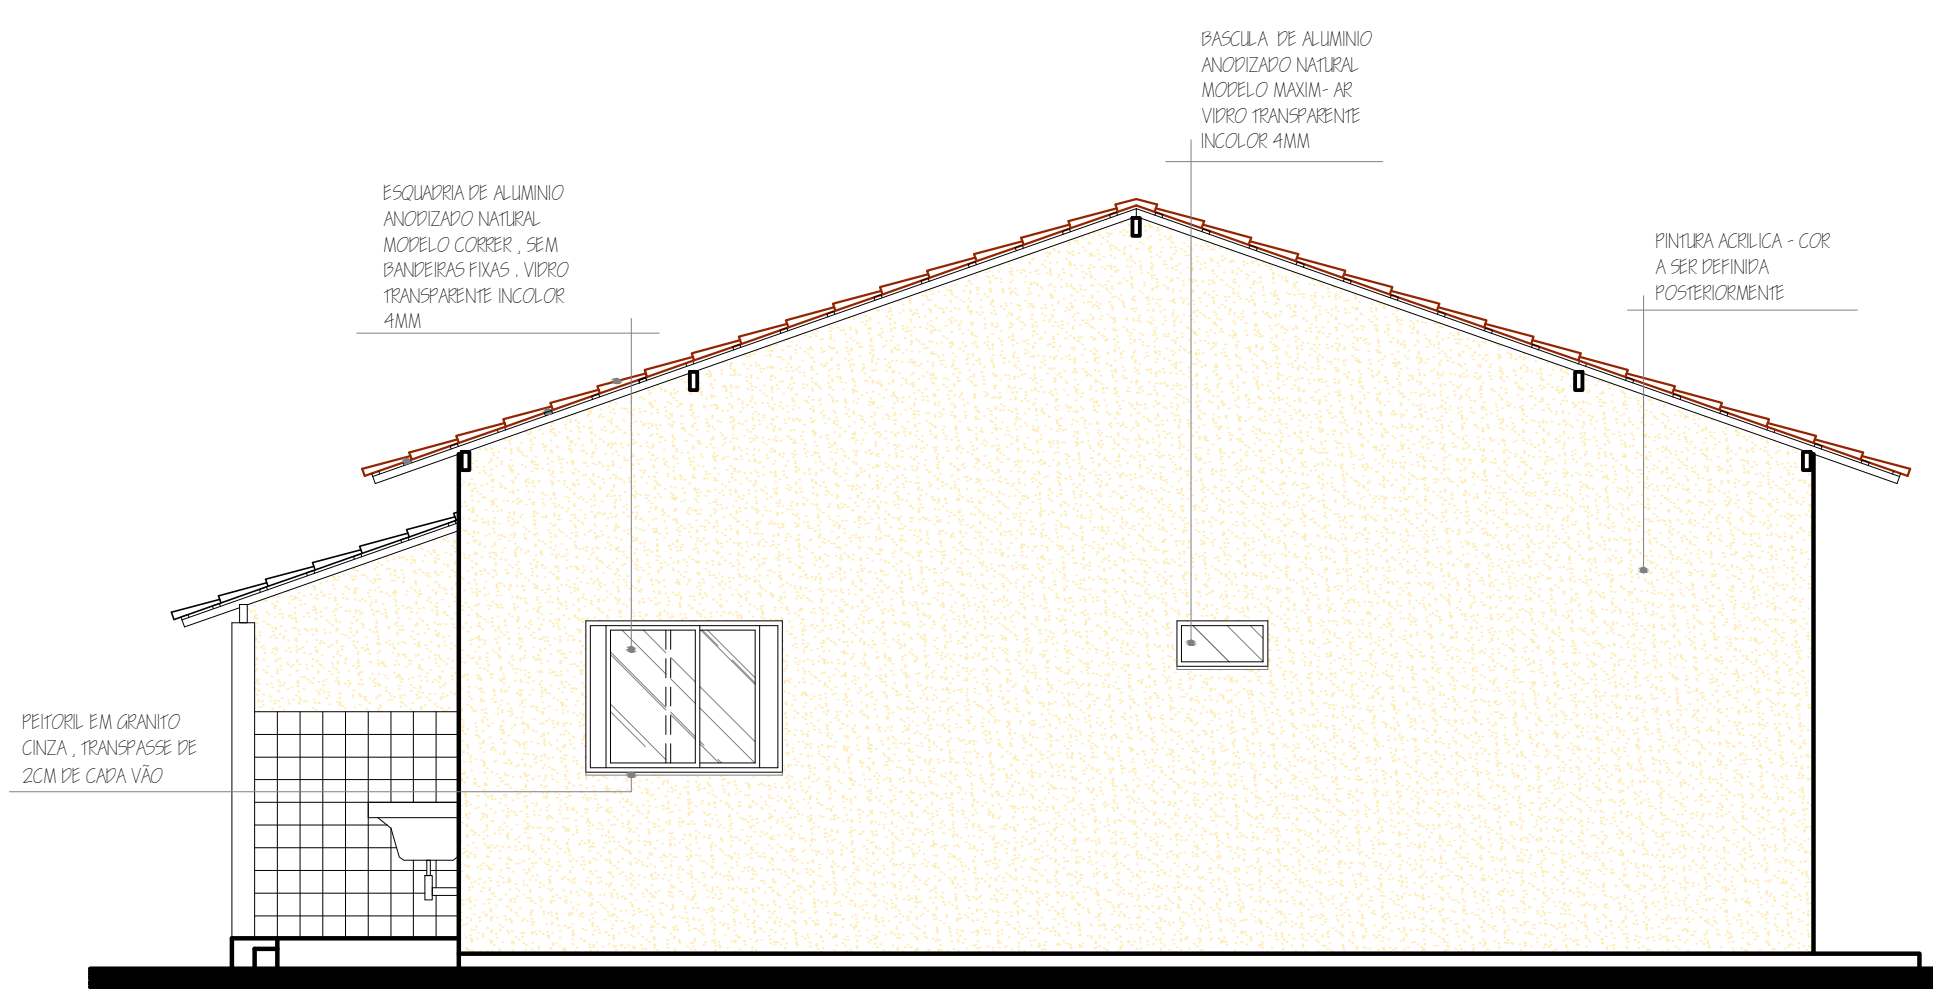 BASCULA DE ALUMINIO
ANODIZADO NATURAL
MODELO MAXIM- AR
VIDRO TRANSPARENTE
INCOLOR 4MM
ESQUADRIA DE ALUMINIO
ANODIZADO NATURAL
MODELO CORRER , SEM
BANDEIRAS FIXAS . VIDRO
TRANSPARENTE INCOLOR
4MM
PINTURA ACRILICA - COR
A SER DEFINIDA
POSTERIORMENTE
PEITORIL EM GRANITO
CINZA , TRANSPASSE DE
2CM DE CADA VÃO